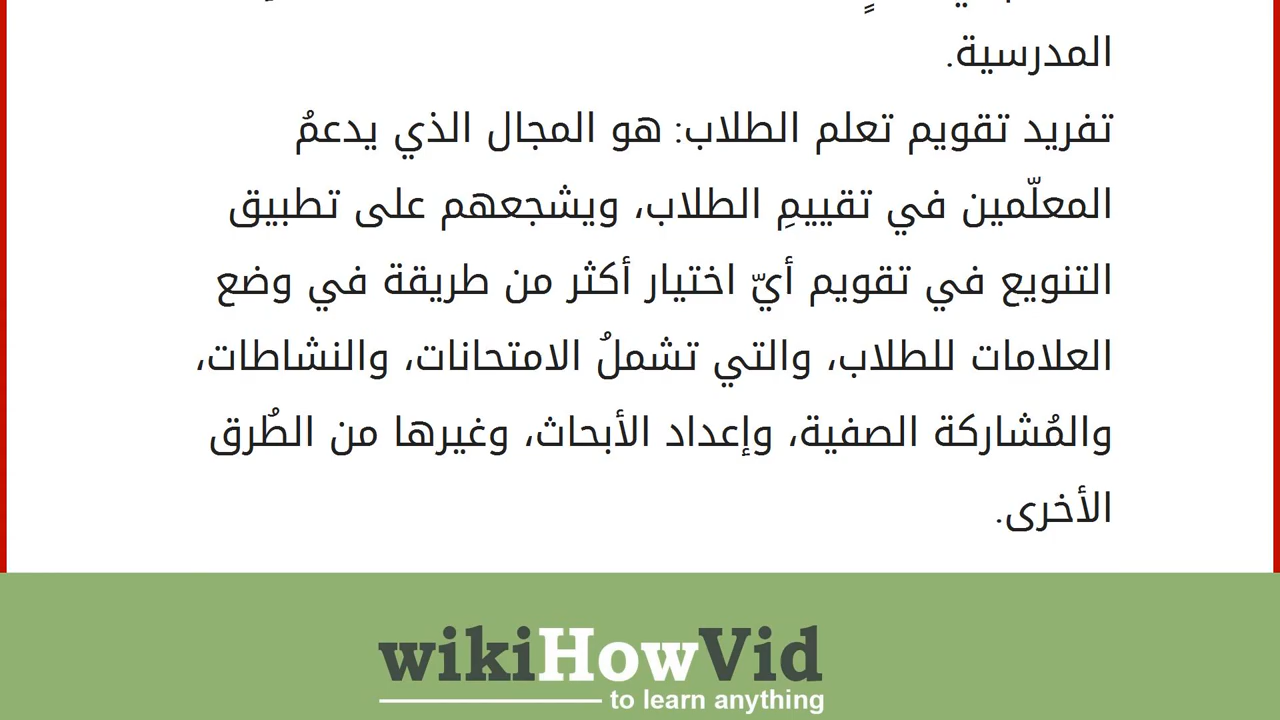 المدرسية.
تفريد تقويم تعلم الطلاب: هو المجال الذي يدعمُ
المعلّمين في تقييمِ الطلاب، ويشجعهم على تطبيق
التنويع في تقويم أيّ اختيار أكثر من طريقة في وضع
العلامات للطلاب، والتي تشملُ الامتحانات، والنشاطات،
والمُشاركة الصفية، وإعداد الأبحاث، وغيرها من الطُرق
الأخرى.
wikiHowVid
to learn anything